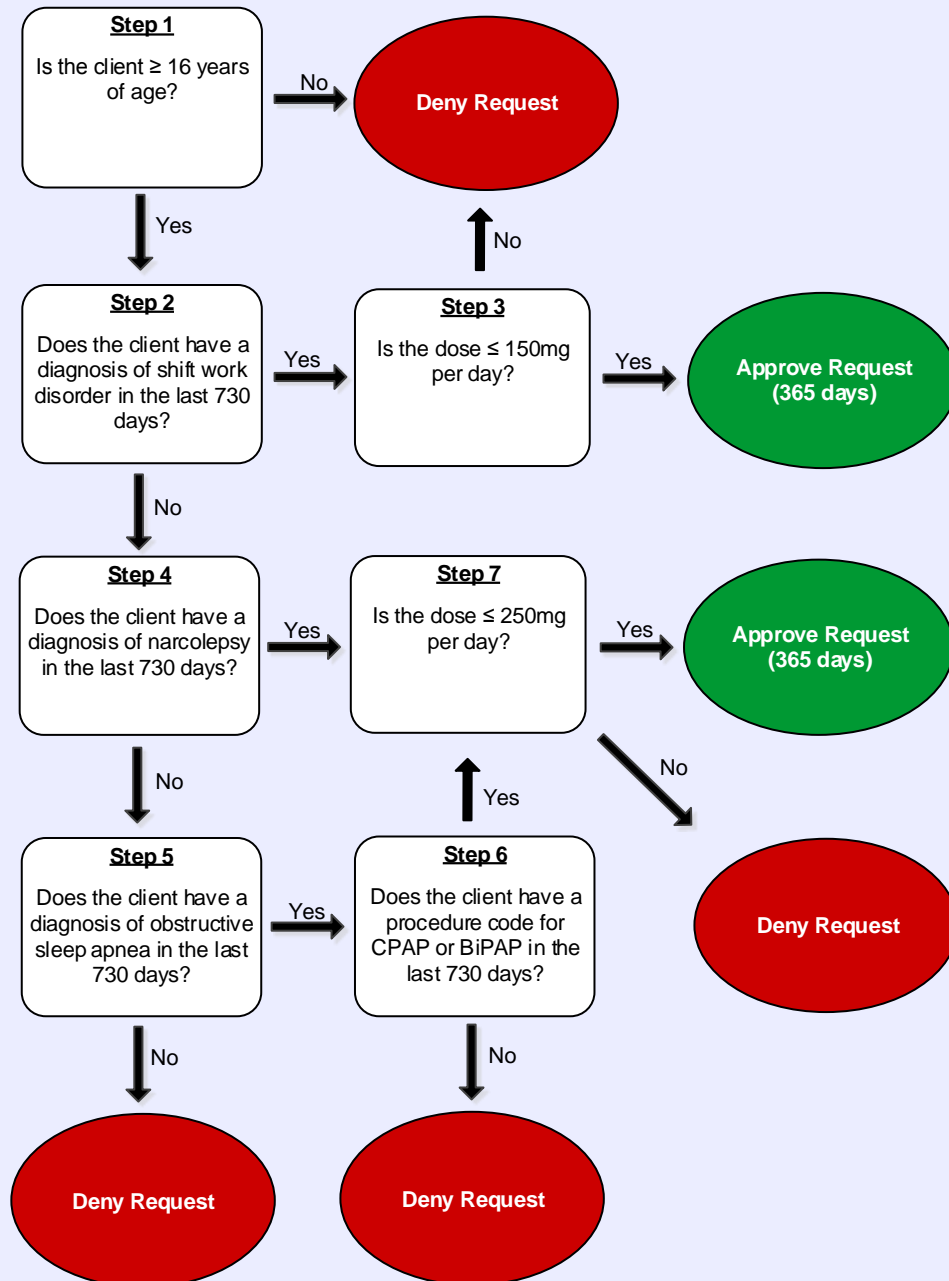 Step 1
Is the client ≥ 16 years
of age?
No
Deny Request
Yes
No
Step 2
Does the client have a
diagnosis of shift work
disorder in the last 730
days?
Yes
Step 3
Is the dose ≤ 150mg
per day?
Yes
Approve Request
(365 days)
No
Step 4
Does the client have a
diagnosis of narcolepsy
in the last 730 days?
Yes
Step 7
Is the dose ≤ 250mg
per day?
Yes
Approve Request
(365 days)
No
No
Yes
Step 5
Does the client have a
diagnosis of obstructive
sleep apnea in the last
730 days?
Yes
Step 6
Does the client have a
procedure code for
CPAP or BiPAP in the
last 730 days?
Deny Request
No
No
Deny Request
Deny Request